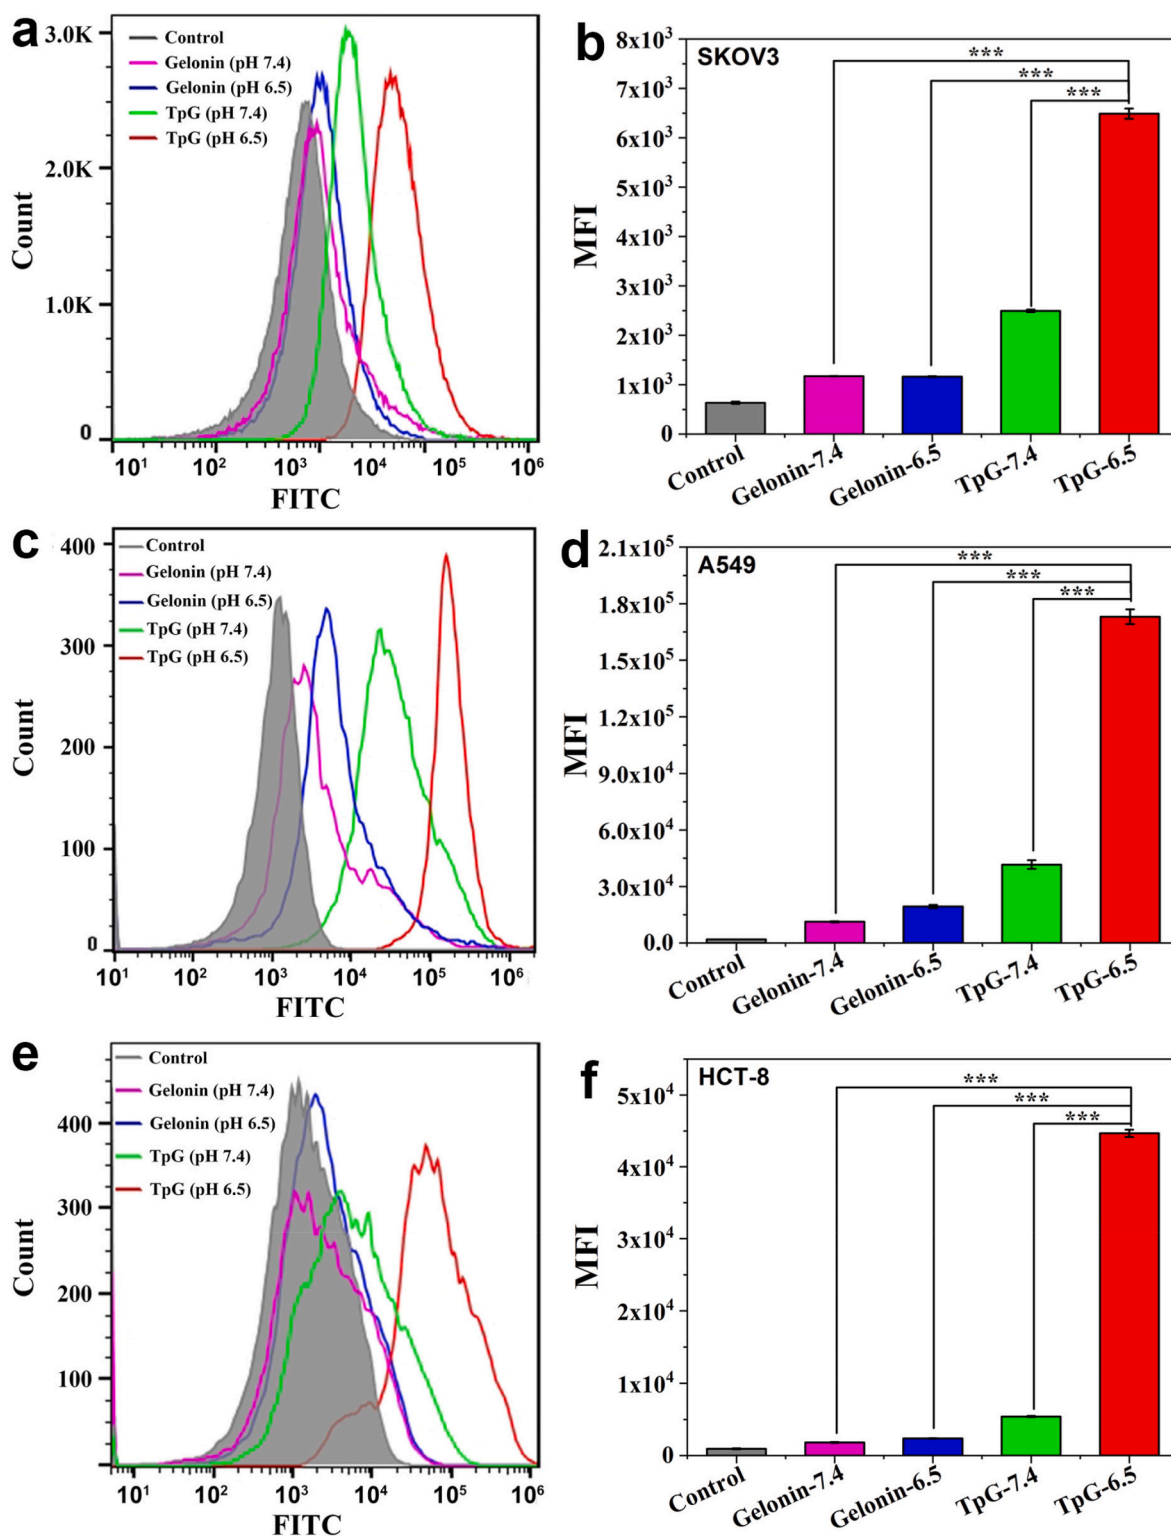 a
3.0K
2.0K
1.0K
0
Count
Control
Gelonin (pH 7.4)
Gelonin (pH 6.5)
TpG (pH 7.4)
TpG (pH 6.5)
10¹ 10² 10³ 10⁴ 10⁵ 10⁶
FITC
b
SKOV3
***
***
***
8x10³
7x10³
6x10³
5x10³
4x10³
3x10³
2x10³
1x10³
0
MFI
Control Gelonin-7.4 Gelonin-6.5 TpG-7.4 TpG-6.5
c
400
300
200
100
0
Count
Control
Gelonin (pH 7.4)
Gelonin (pH 6.5)
TpG (pH 7.4)
TpG (pH 6.5)
10¹ 10² 10³ 10⁴ 10⁵ 10⁶
FITC
d
A549
***
***
***
2.1x10⁵
1.8x10⁵
1.5x10⁵
1.2x10⁵
9.0x10⁴
6.0x10⁴
3.0x10⁴
0.0
MFI
Control Gelonin-7.4 Gelonin-6.5 TpG-7.4 TpG-6.5
e
400
300
200
100
Count
Control
Gelonin (pH 7.4)
Gelonin (pH 6.5)
TpG (pH 7.4)
TpG (pH 6.5)
10¹ 10² 10³ 10⁴ 10⁵ 10⁶
FITC
f
HCT-8
***
***
***
5x10⁴
4x10⁴
3x10⁴
2x10⁴
1x10⁴
0
MFI
Control Gelonin-7.4 Gelonin-6.5 TpG-7.4 TpG-6.5